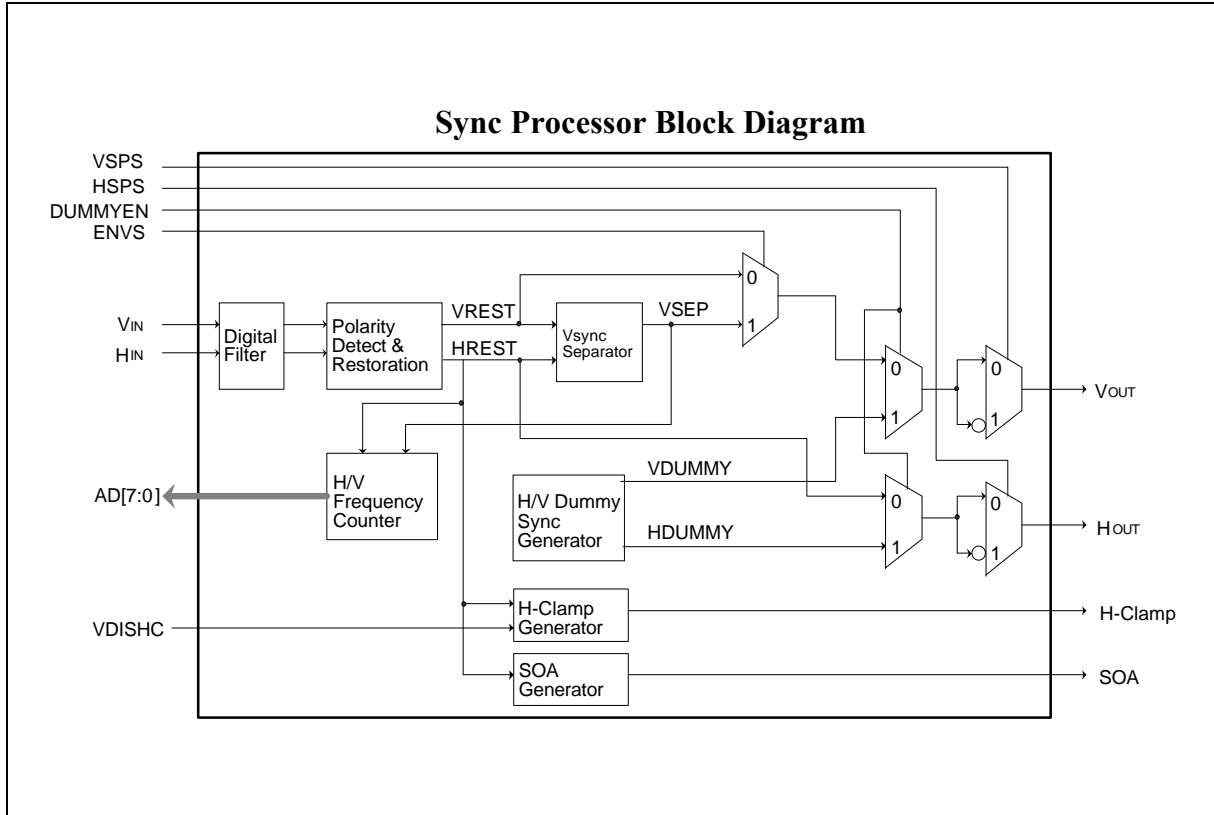 Sync Processor Block Diagram
VSPS
HSPS
DUMMYEN
ENVS
0
VREST
VSEP
VIN
HIN
Digital
Filter
Polarity
Detect &
Restoration
HREST
Vsync
Separator
1
0
1
0
1
VOUT
AD[7:0]
H/V
Frequency
Counter
H/V Dummy
Sync
Generator
VDUMMY
HDUMMY
0
1
0
1
HOUT
VDISHC
H-Clamp
Generator
H-Clamp
SOA
Generator
SOA